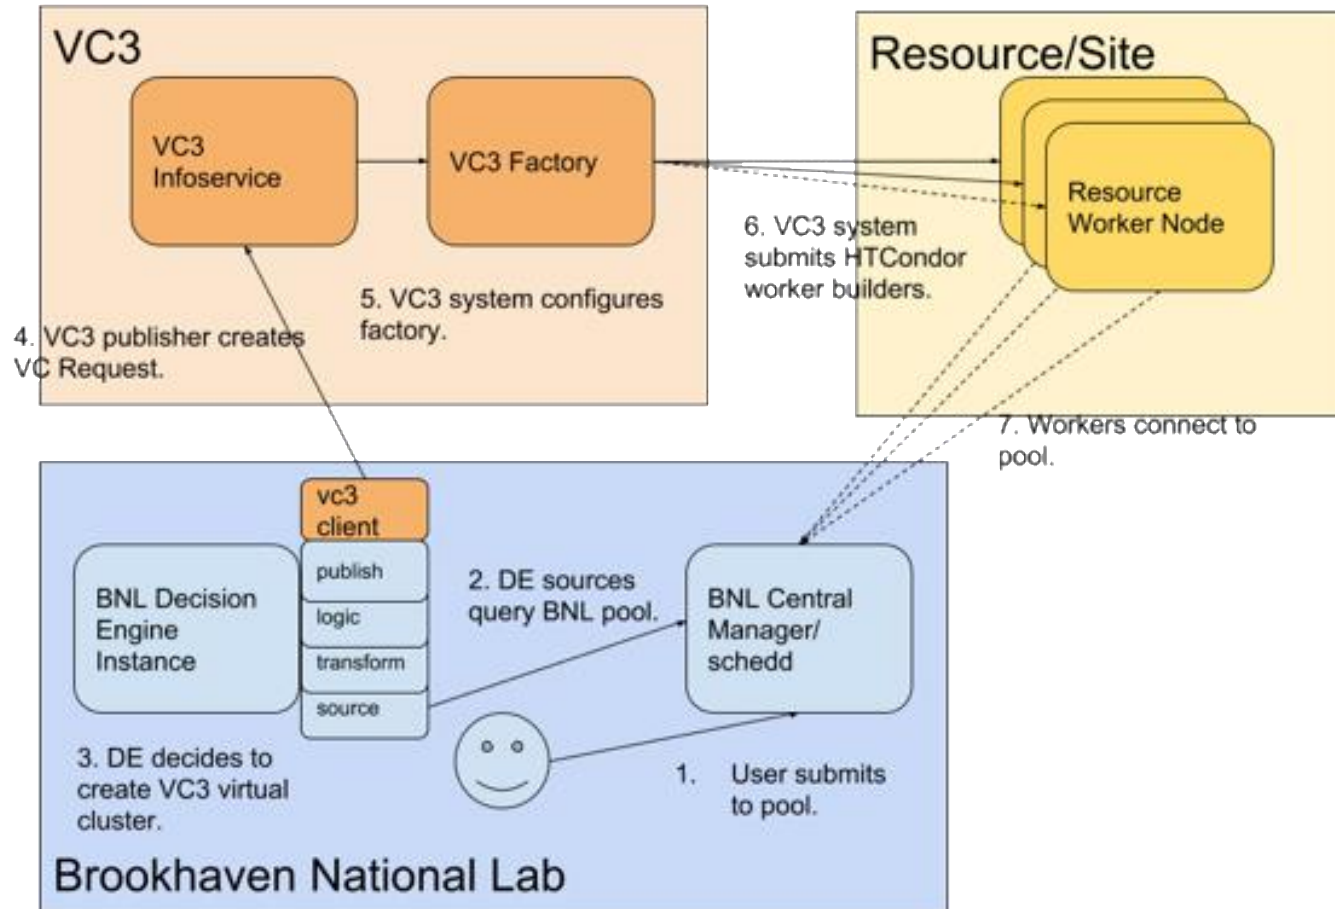 VC3
VC3
Infoservice
VC3 Factory
5. VC3 system configures
factory.
4. VC3 publisher creates
VC Request.
Resource/Site
Resource
Worker Node
6. VC3 system
submits HTCondor
worker builders.
7. Workers connect to
pool.
vc3
client
publish
logic
transform
source
BNL Decision
Engine
Instance
2. DE sources
query BNL pool.
BNL Central
Manager/
schedd
3. DE decides to
create VC3 virtual
cluster.
1. User submits
to pool.
Brookhaven National Lab